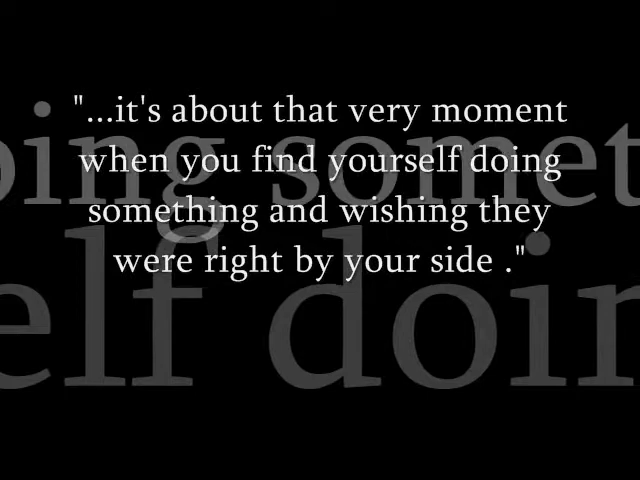 "...it's about that very moment
when you find yourself doing
something and wishing they
were right by your side ."
oing somet
elf doin